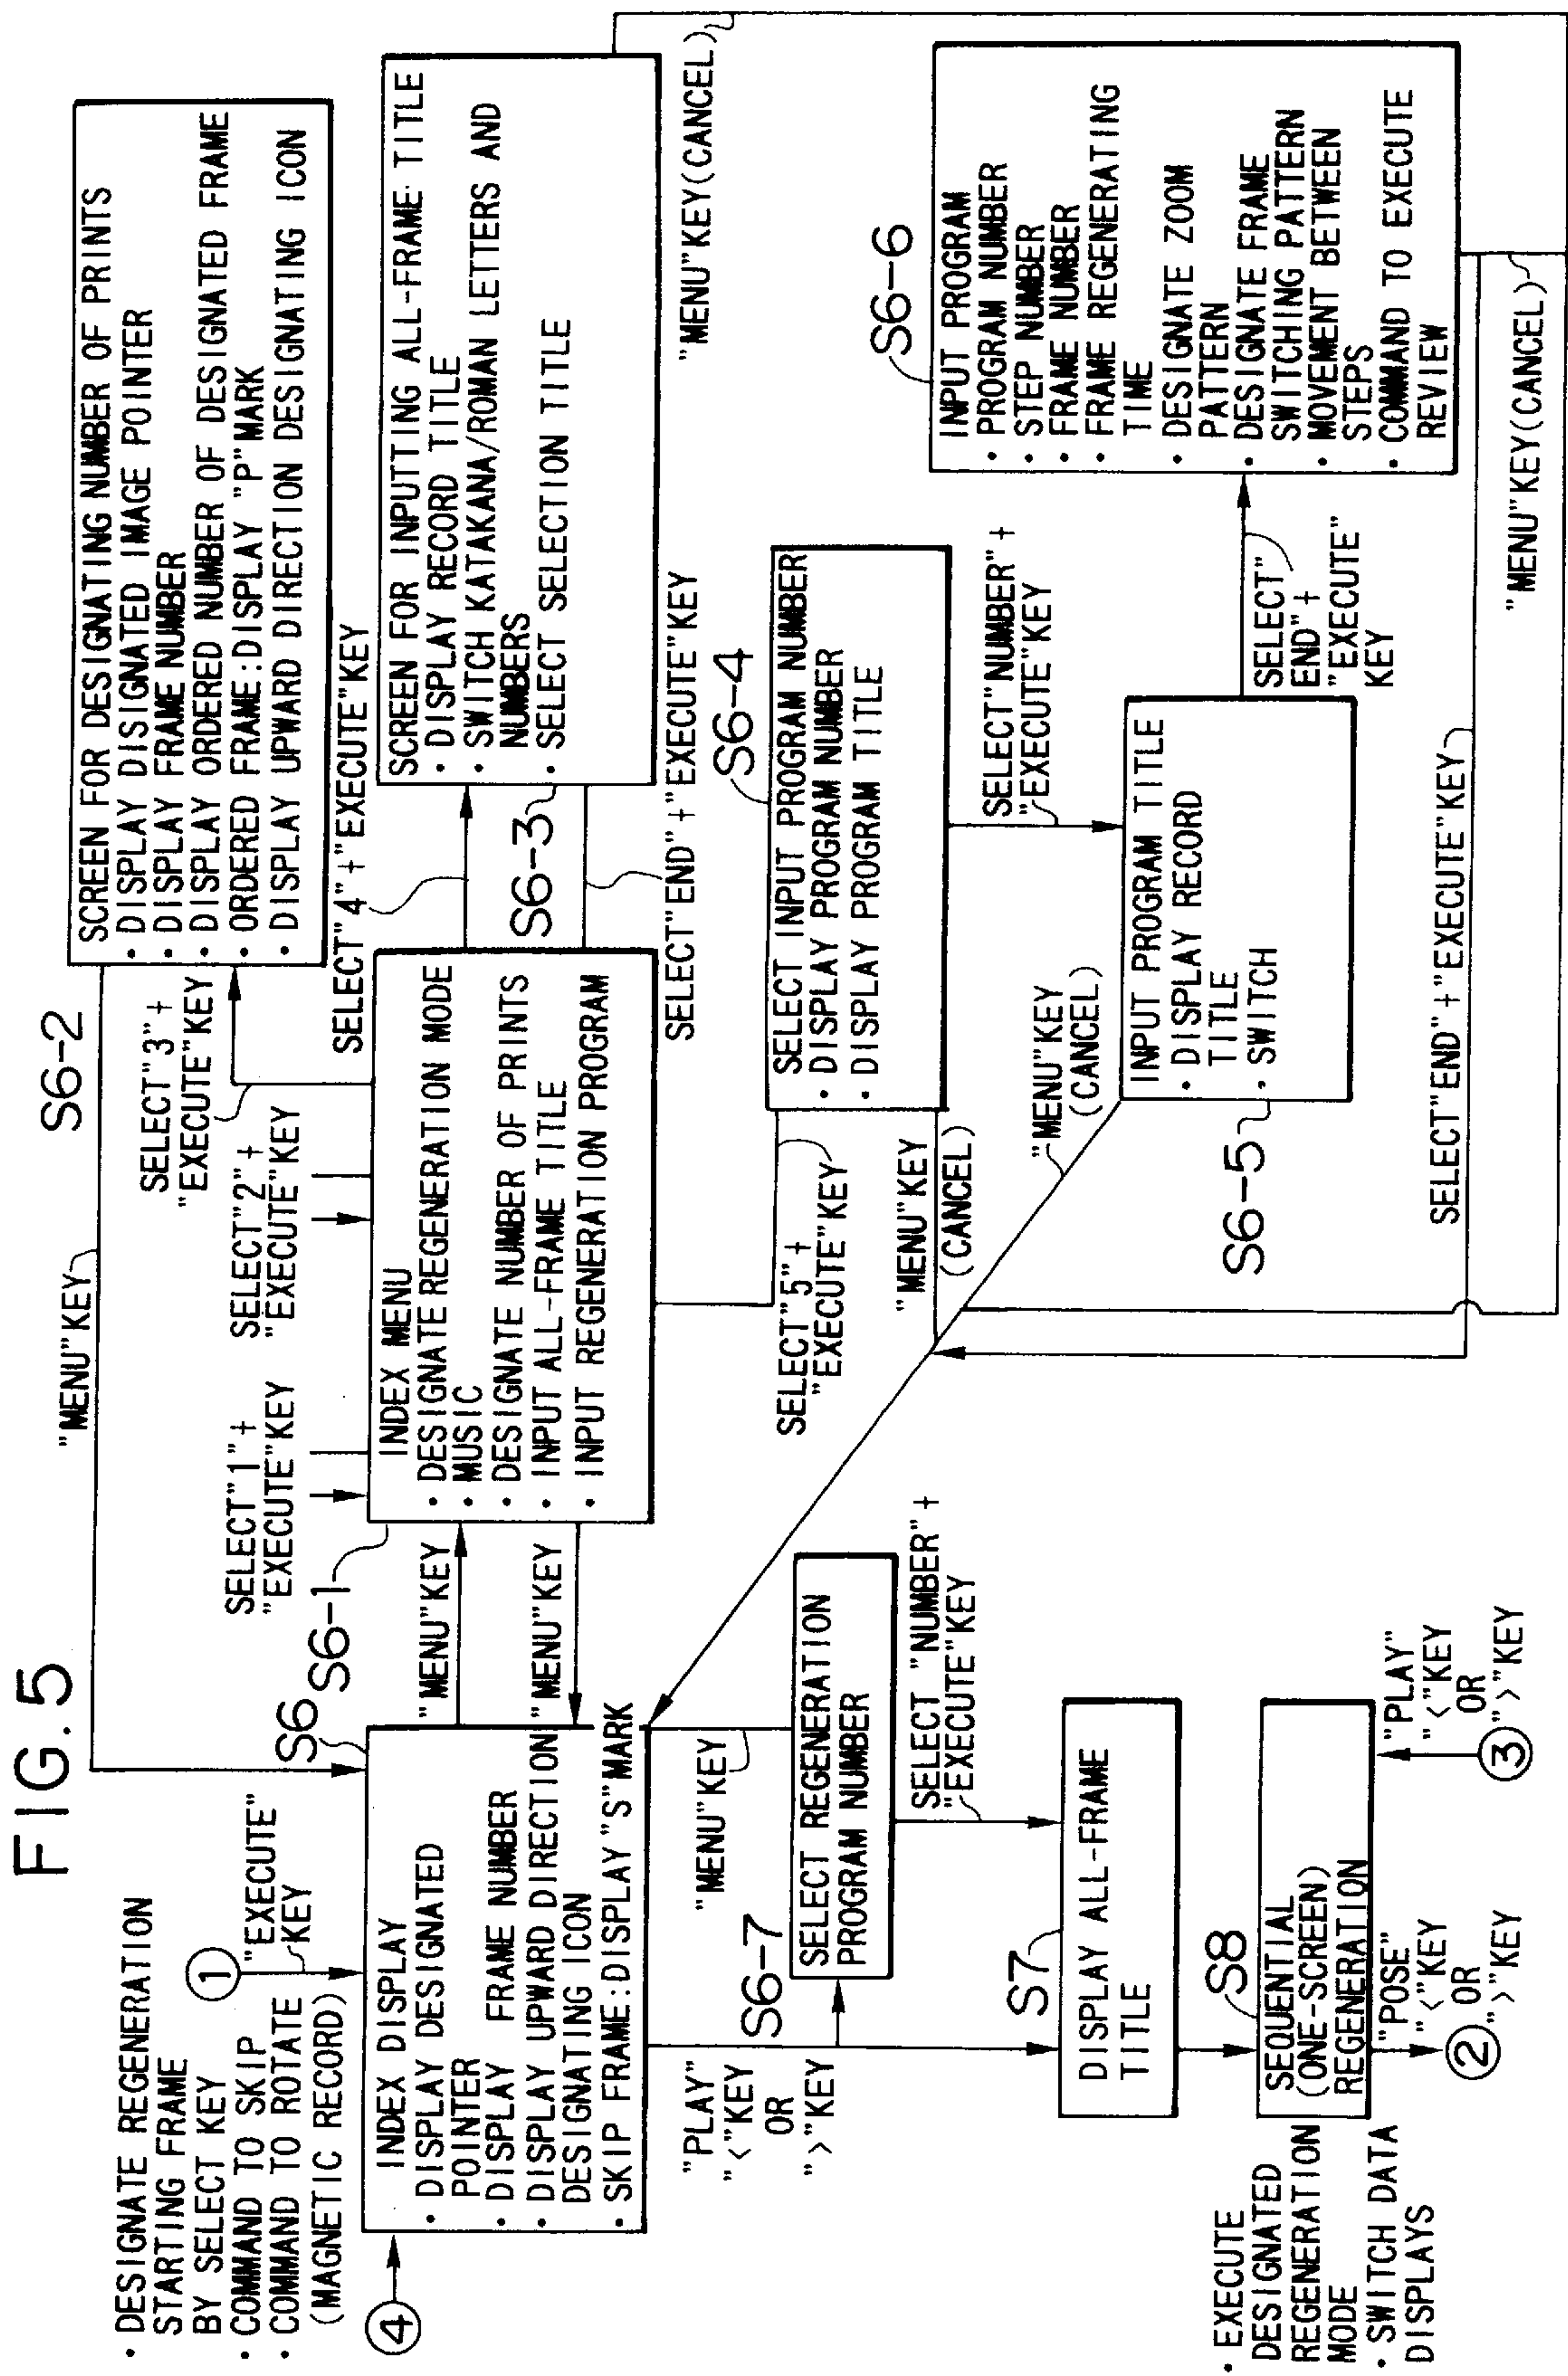 FIG. 5
• DESIGNATE REGENERATION
STARTING FRAME
BY SELECT KEY
• COMMAND TO SKIP
• COMMAND TO ROTATE
(MAGNETIC RECORD)
1
"EXECUTE"
KEY
4
S6
INDEX DISPLAY
• DISPLAY DESIGNATED
POINTER
• DISPLAY FRAME NUMBER
• DISPLAY UPWARD DIRECTION
DESIGNATING ICON
• SKIP FRAME:DISPLAY "S"MARK
"MENU"KEY
"MENU"KEY
"MENU"KEY
S6-1
SELECT"1"+
"EXECUTE"KEY
SELECT"2"+
"EXECUTE"KEY
SELECT"3"+
"EXECUTE"KEY
INDEX MENU
• DESIGNATE REGENERATION MODE
• MUSIC
• DESIGNATE NUMBER OF PRINTS
• INPUT ALL-FRAME TITLE
• INPUT REGENERATION PROGRAM
S6-2
SCREEN FOR DESIGNATING NUMBER OF PRINTS
• DISPLAY DISIGNATED IMAGE POINTER
• DISPLAY FRAME NUMBER
• DISPLAY ORDERED NUMBER OF DESIGNATED FRAME
• ORDERED FRAME:DISPLAY "P"MARK
• DISPLAY UPWARD DIRECTION DESIGNATING ICON
SELECT"4"+"EXECUTE"KEY
S6-3
SCREEN FOR INPUTTING ALL-FRAME TITLE
• DISPLAY RECORD TITLE
• SWITCH KATAKANA/ROMAN LETTERS AND
NUMBERS
• SELECT SELECTION TITLE
SELECT"END"+"EXECUTE"KEY
"MENU"KEY(CANCEL)
SELECT"5"+
"EXECUTE"KEY
S6-4
SELECT INPUT PROGRAM NUMBER
• DISPLAY PROGRAM NUMBER
• DISPLAY PROGRAM TITLE
"MENU"KEY
(CANCEL)
SELECT"NUMBER"+
"EXECUTE"KEY
"MENU"KEY
(CANCEL)
S6-5
INPUT PROGRAM TITLE
• DISPLAY RECORD
TITLE
• SWITCH
SELECT"
END"+
"EXECUTE"
KEY
S6-6
INPUT PROGRAM
• PROGRAM NUMBER
• STEP NUMBER
• FRAME NUMBER
• FRAME REGENERATING
TIME
• DESIGNATE ZOOM
PATTERN
• DESIGNATE FRAME
SWITCHING PATTERN
• MOVEMENT BETWEEN
STEPS
• COMMAND TO EXECUTE
REVIEW
SELECT"END"+"EXECUTE"KEY
"MENU"KEY(CANCEL)
"PLAY"
"<"KEY
OR
">"KEY
"MENU"KEY
S6-7
SELECT REGENERATION
PROGRAM NUMBER
SELECT "NUMBER"+
"EXECUTE"KEY
S7
DISPLAY ALL-FRAME
TITLE
S8
SEQUENTIAL
(ONE-SCREEN)
REGENERATION
• EXECUTE
DESIGNATED
REGENERATION
MODE
• SWITCH DATA
DISPLAYS
"POSE"
"<"KEY
OR
">"KEY
2
"PLAY"
"<"KEY
OR
">"KEY
3